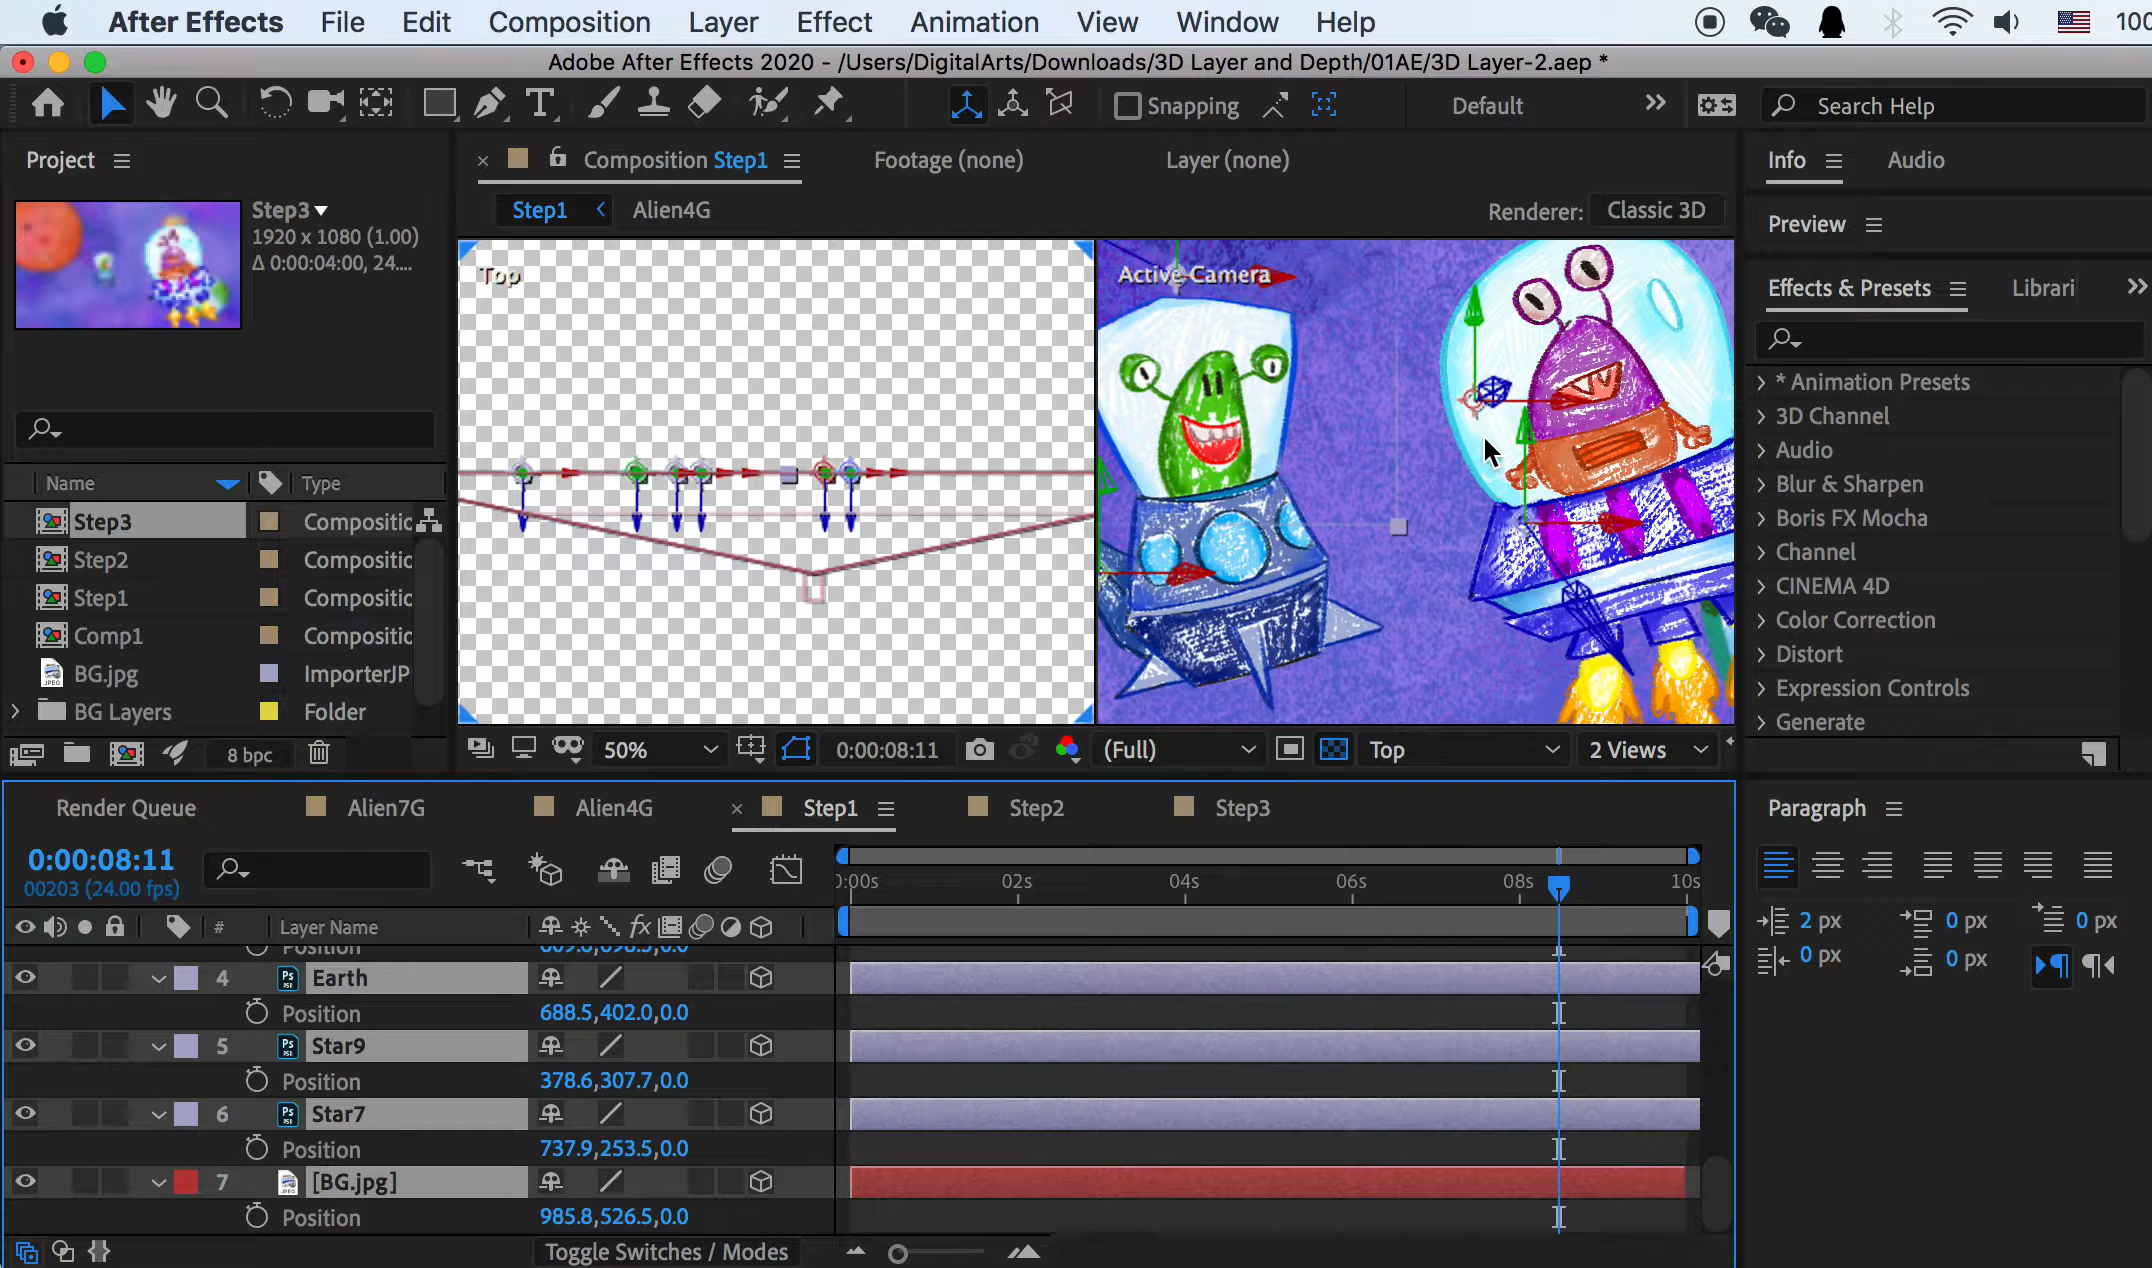 After Effects File Edit Composition Layer Effect Animation View Window Help
Adobe After Effects 2020 - /Users/DigitalArts/Downloads/3D Layer and Depth/01AE/3D Layer-2.aep *
T Snapping Default Search Help
Project
Step3
1920 x 1080 (1.00)
Δ 0:00:04:00, 24....
Name Type
Step3 Compositic
Step2 Compositic
Step1 Compositic
Comp1 Compositic
BG.jpg ImporterJP
BG Layers Folder
8 bpc
Composition Step1 Footage (none) Layer (none)
Step1 Alien4G Renderer: Classic 3D
Top
Active Camera
50% 0:00:08:11 (Full) Top 2 Views
Info Audio
Preview
Effects & Presets Librari
* Animation Presets
3D Channel
Audio
Blur & Sharpen
Boris FX Mocha
Channel
CINEMA 4D
Color Correction
Distort
Expression Controls
Generate
Render Queue Alien7G Alien4G Step1 Step2 Step3
0:00:08:11
00203 (24.00 fps)
02s 04s 06s 08s 10s
# Layer Name fx
4 Earth
Position 688.5,402.0,0.0
5 Star9
Position 378.6,307.7,0.0
6 Star7
Position 737.9,253.5,0.0
7 [BG.jpg]
Position 985.8,526.5,0.0
Toggle Switches / Modes
Paragraph
2 px 0 px 0 px
0 px 0 px